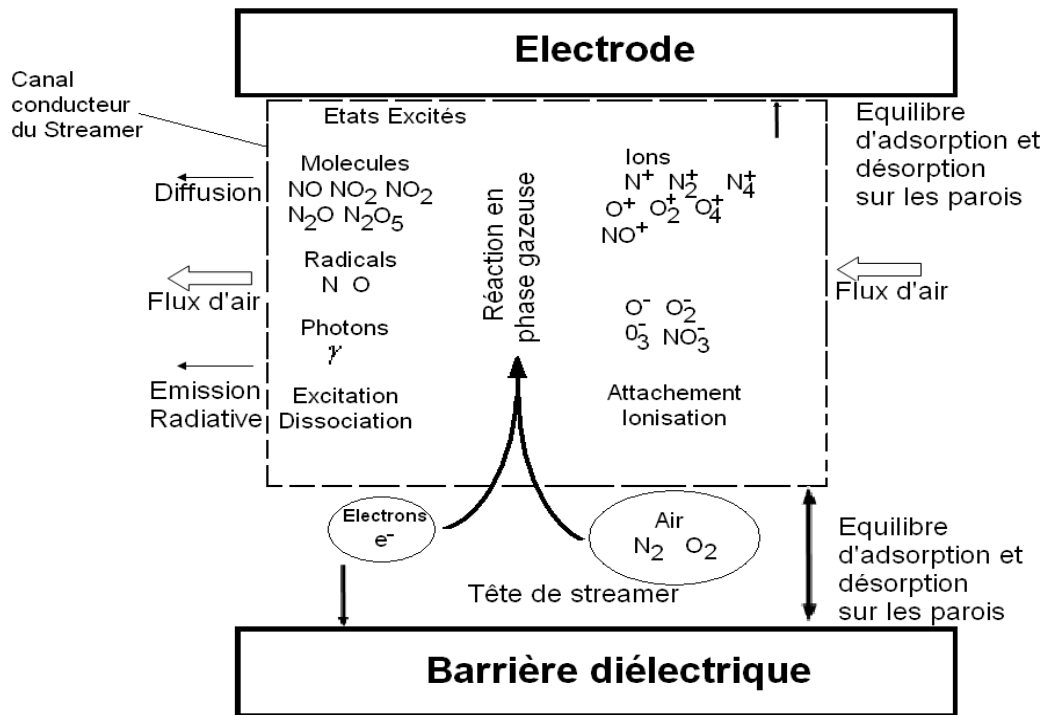 Electrode
Canal
conducteur
du Streamer
Etats Excités
Equilibre
d'adsorption et
désorption
sur les parois
Molecules
NO NO₂ NO₂
N₂O N₂O₅
Ions
N⁺ N₂⁺ N₄⁺
O⁺ O₂⁺ O₄⁺
NO⁺
Diffusion
Réaction en
phase gazeuse
Radicals
N O
Flux d'air
Flux d'air
O⁻ O₂⁻
0₃⁻ NO₃⁻
Photons
γ
Emission
Radiative
Excitation
Dissociation
Attachement
Ionisation
Electrons
e⁻
Air
N₂ O₂
Tête de streamer
Equilibre
d'adsorption et
désorption
sur les parois
Barrière diélectrique